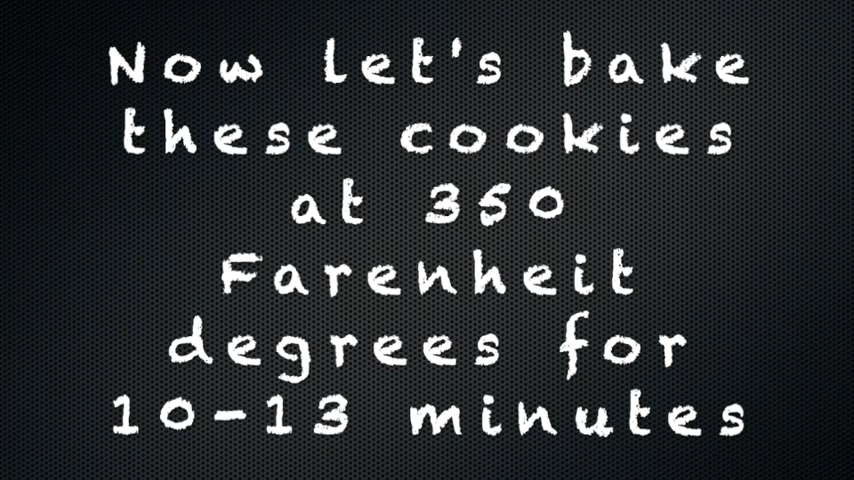 Now let's bake
these cookies
at 350
Farenheit
degrees for
10-13 minutes